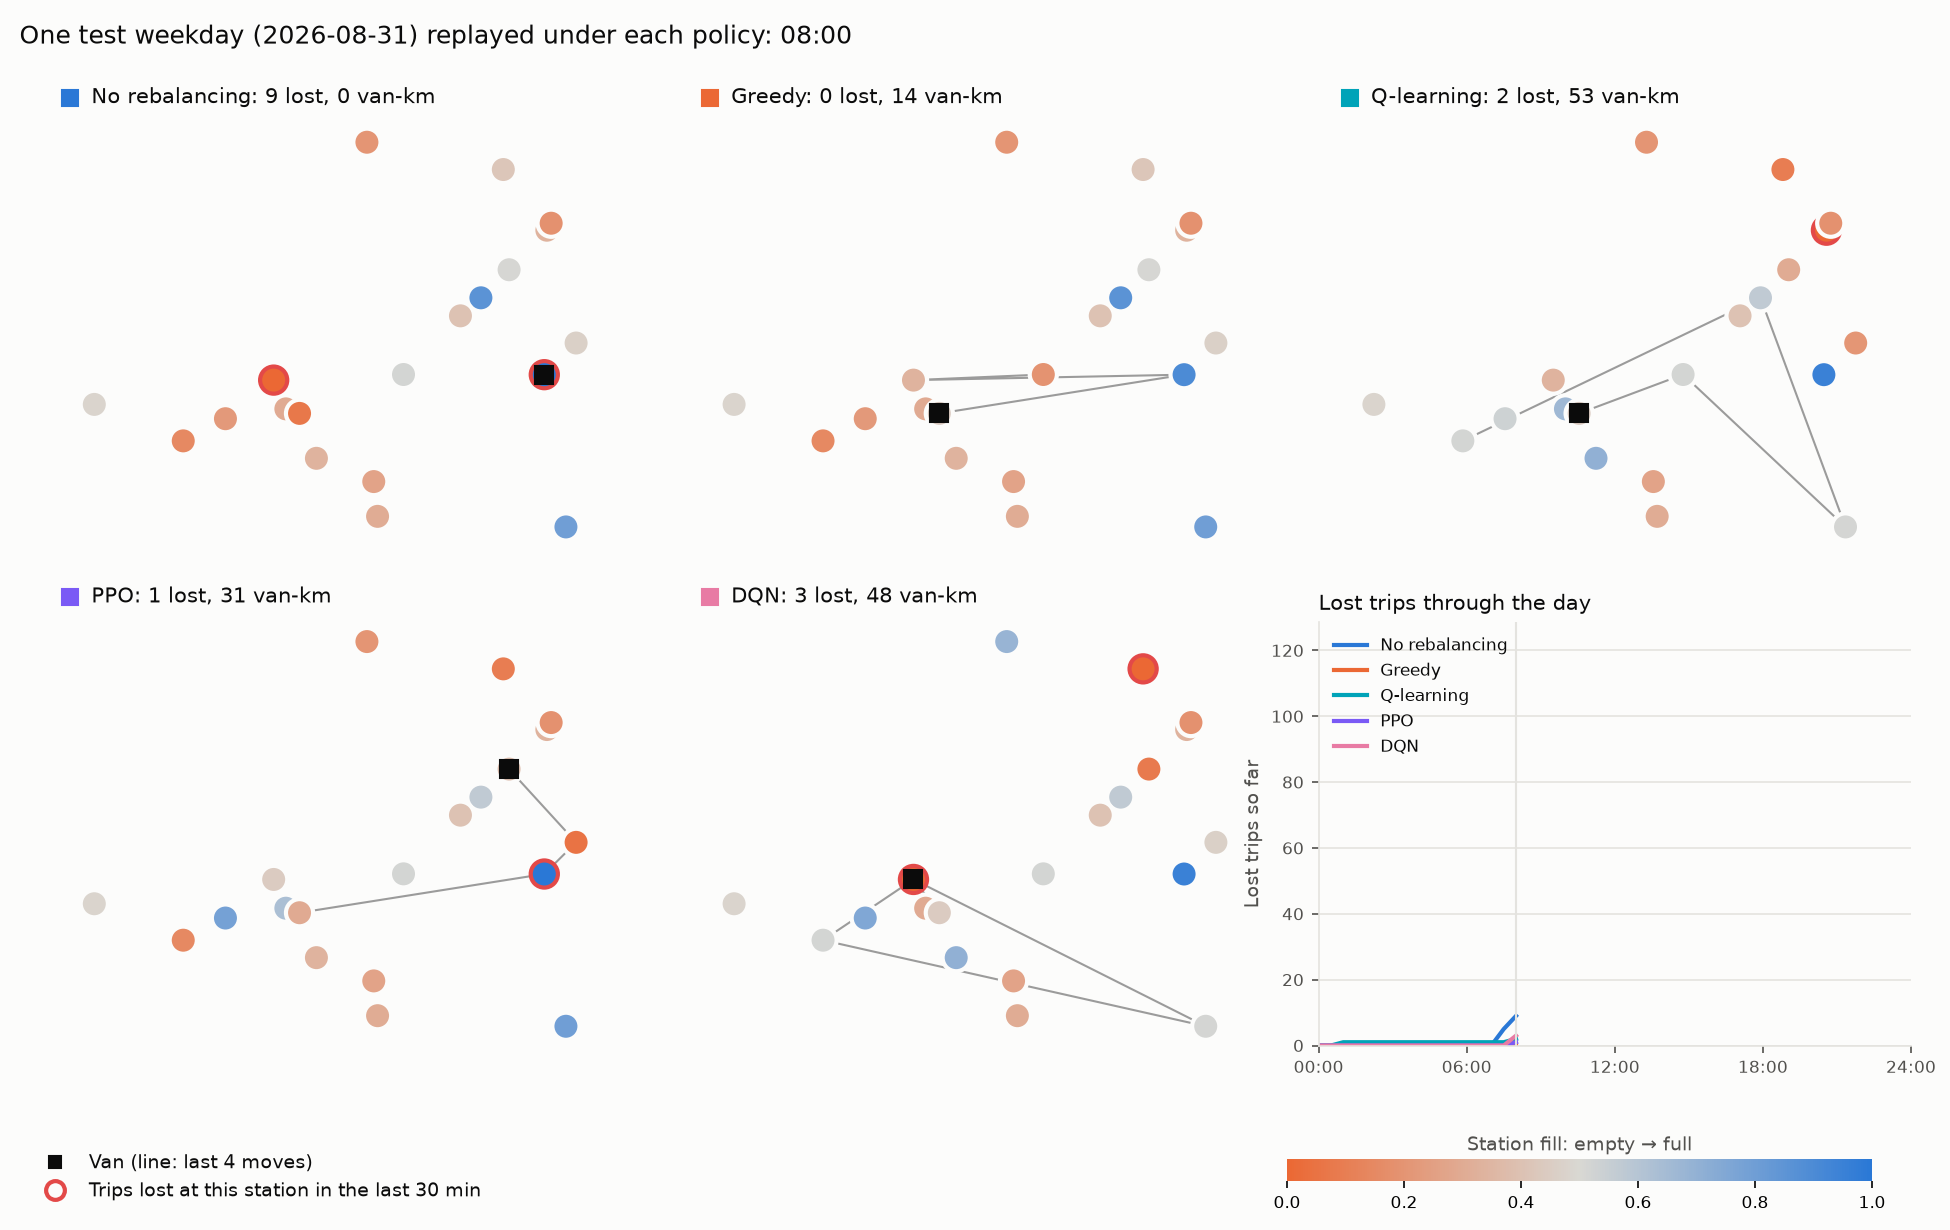 One test weekday (2026-08-31) replayed under each policy: 08:00
No rebalancing: 9 lost, 0 van-km
Greedy: 0 lost, 14 van-km
Q-learning: 2 lost, 53 van-km
PPO: 1 lost, 31 van-km
DQN: 3 lost, 48 van-km
Lost trips through the day
No rebalancing
Greedy
Q-learning
PPO
DQN
Lost trips so far
120
100
80
60
40
20
0
00:00
06:00
12:00
18:00
24:00
Van (line: last 4 moves)
Trips lost at this station in the last 30 min
Station fill: empty → full
0.0
0.2
0.4
0.6
0.8
1.0